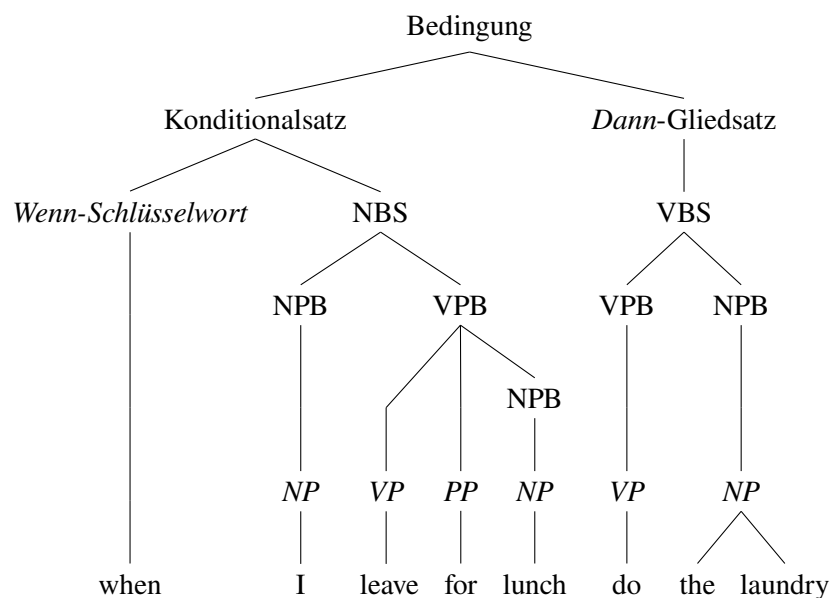 Bedingung
Konditionalsatz Dann-Gliedsatz
Wenn-Schlüsselwort NBS VBS
NPB VPB VPB NPB
NPB
NP VP PP NP VP NP
when I leave for lunch do the laundry